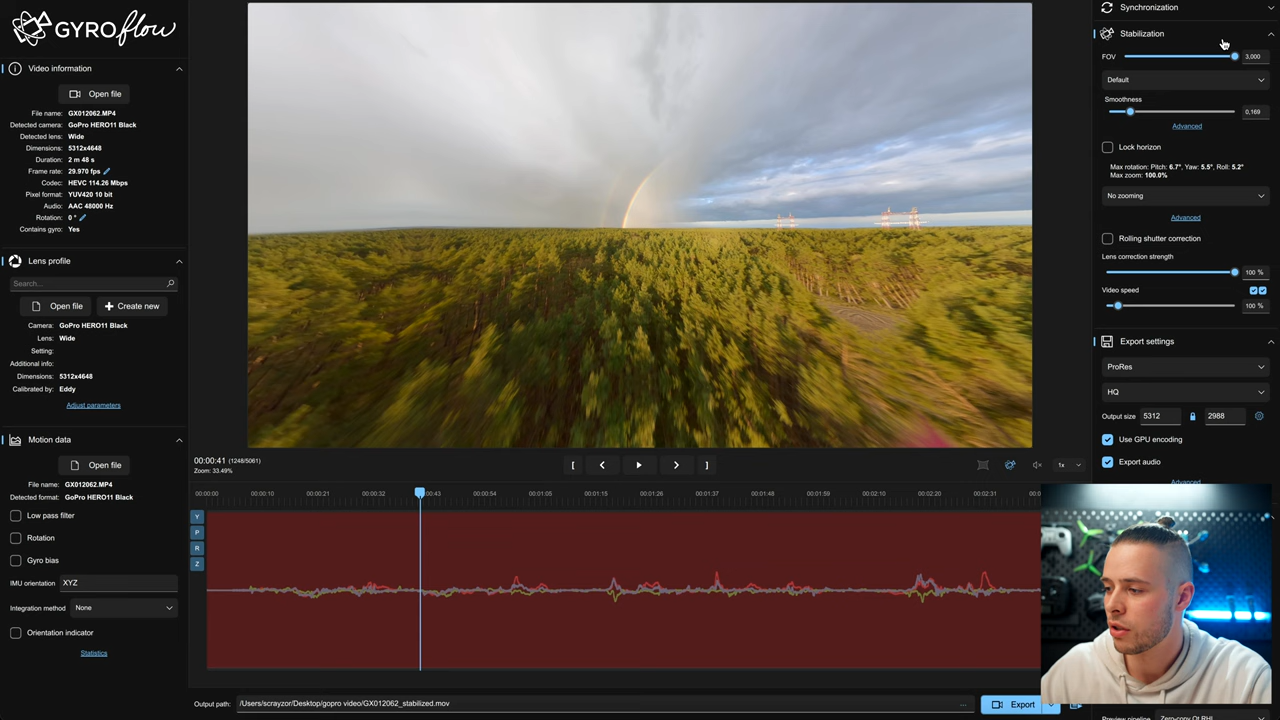 GYROflow
Video information
Open file
File name: GX012062.MP4
Detected camera: GoPro HERO11 Black
Detected lens: Wide
Dimensions: 5312x4648
Duration: 2 m 48 s
Frame rate: 29.970 fps
Codec: HEVC 114.26 Mbps
Pixel format: YUV420 10 bit
Audio: AAC 48000 Hz
Rotation: 0 °
Contains gyro: Yes
Lens profile
Search...
Open file Create new
Camera: GoPro HERO11 Black
Lens: Wide
Setting:
Additional info:
Dimensions: 5312x4648
Calibrated by: Eddy
Adjust parameters
Motion data
Open file
File name: GX012062.MP4
Detected format: GoPro HERO11 Black
Low pass filter
Rotation
Gyro bias
IMU orientation XYZ
Integration method None
Orientation indicator
Statistics
00:00:41 (1248/5061)
Zoom: 33.49%
[ ]
1x
00:00:00 00:00:10 00:00:21 00:00:32 00:00:43 00:00:54 00:01:05 00:01:15 00:01:26 00:01:37 00:01:48 00:01:59 00:02:10 00:02:20 00:02:31
Y
P
R
Z
Output path: /Users/scrayzor/Desktop/gopro video/GX012062_stabilized.mov ... Export
Synchronization
Stabilization
FOV 3,000
Default
Smoothness
0,169
Advanced
Lock horizon
Max rotation: Pitch: 6.7°, Yaw: 5.5°, Roll: 5.2°
Max zoom: 100.0%
No zooming
Advanced
Rolling shutter correction
Lens correction strength
100 %
Video speed
100 %
Export settings
ProRes
HQ
Output size 5312 2988
Use GPU encoding
Export audio
Advanced